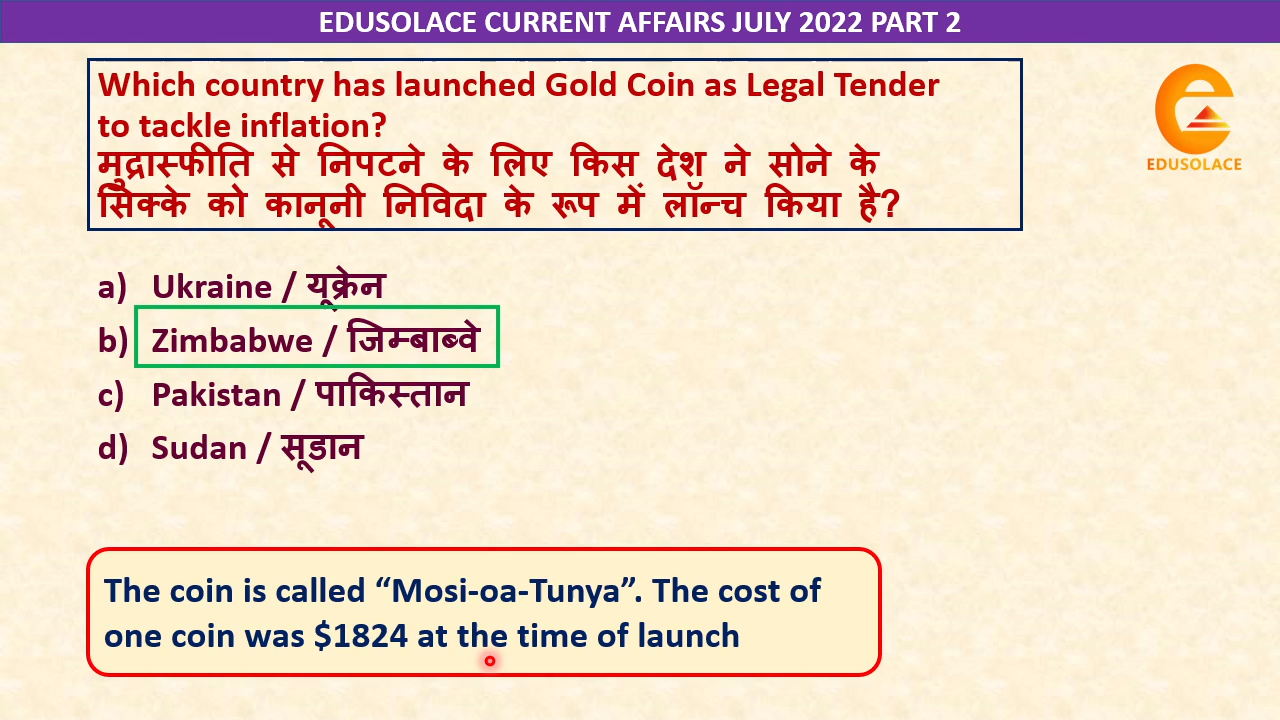 EDUSOLACE CURRENT AFFAIRS JULY 2022 PART 2
Which country has launched Gold Coin as Legal Tender
to tackle inflation?
मुद्रास्फीति से निपटने के लिए किस देश ने सोने के
सिक्के को कानूनी निविदा के रूप में लॉन्च किया है?
EDUSOLACE
a) Ukraine / यूक्रेन
b) Zimbabwe / जिम्बाब्वे
c) Pakistan / पाकिस्तान
d) Sudan / सूडान
The coin is called “Mosi-oa-Tunya”. The cost of
one coin was $1824 at the time of launch